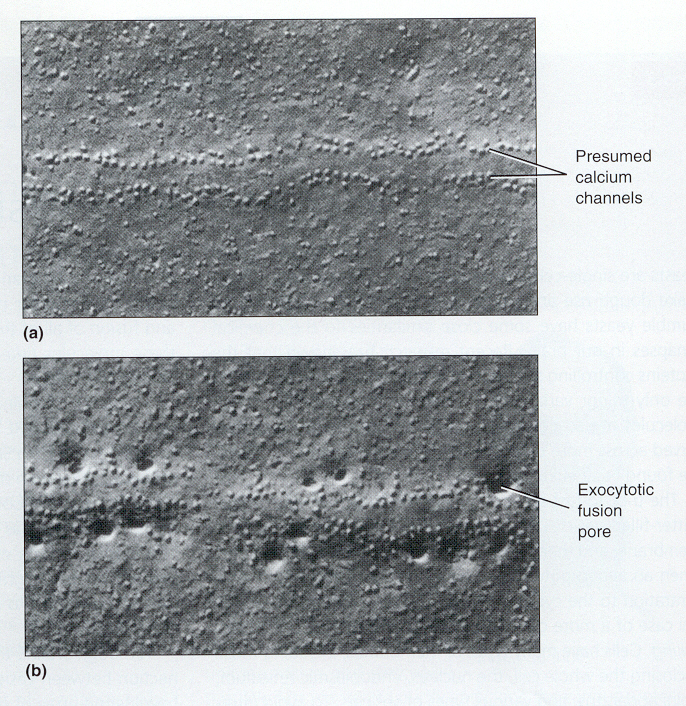 Presumed
calcium
channels
(a)
Exocytotic
fusion
pore
(b)